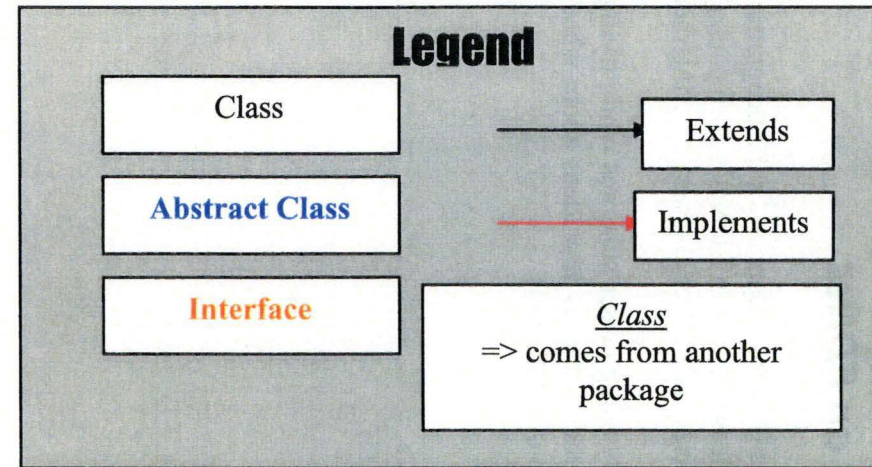 Legend
Class
Extends
Abstract Class
Implements
Interface
Class
=> comes from another
package